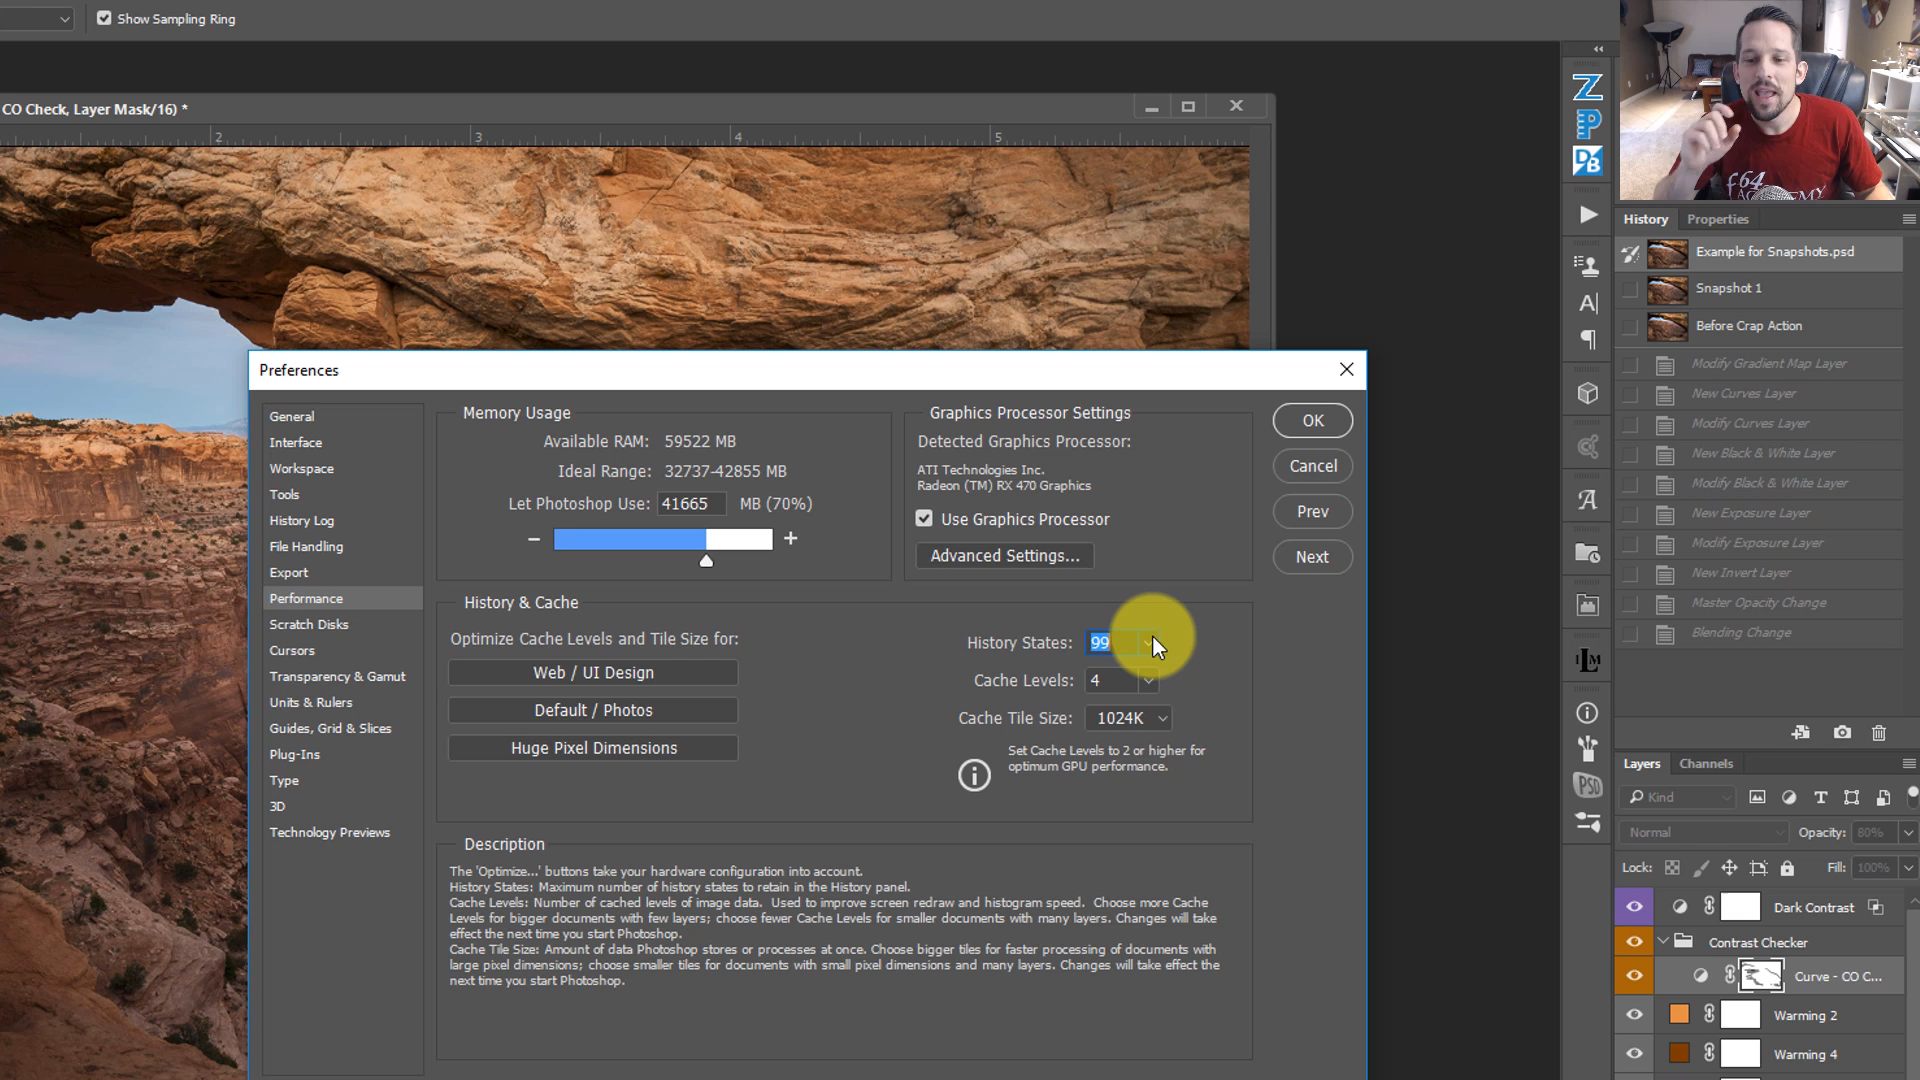 Show Sampling Ring
CO Check, Layer Mask/16) *
2
3
4
5
Z
P
DB
f64
ACADEMY
History
Properties
Example for Snapshots.psd
Snapshot 1
Before Crap Action
Modify Gradient Map Layer
New Curves Layer
Modify Curves Layer
New Black & White Layer
Modify Black & White Layer
New Exposure Layer
Modify Exposure Layer
New Invert Layer
Master Opacity Change
Blending Change
Preferences
General
Interface
Workspace
Tools
History Log
File Handling
Export
Performance
Scratch Disks
Cursors
Transparency & Gamut
Units & Rulers
Guides, Grid & Slices
Plug-Ins
Type
3D
Technology Previews
Memory Usage
Available RAM: 59522 MB
Ideal Range: 32737-42855 MB
Let Photoshop Use: 41665 MB (70%)
Graphics Processor Settings
Detected Graphics Processor:
ATI Technologies Inc.
Radeon (TM) RX 470 Graphics
Use Graphics Processor
Advanced Settings...
OK
Cancel
Prev
Next
History & Cache
Optimize Cache Levels and Tile Size for:
Web / UI Design
Default / Photos
Huge Pixel Dimensions
History States: 99
Cache Levels: 4
Cache Tile Size: 1024K
Set Cache Levels to 2 or higher for
optimum GPU performance.
Description
The 'Optimize...' buttons take your hardware configuration into account.
History States: Maximum number of history states to retain in the History panel.
Cache Levels: Number of cached levels of image data. Used to improve screen redraw and histogram speed. Choose more Cache
Levels for bigger documents with few layers; choose fewer Cache Levels for smaller documents with many layers. Changes will take
effect the next time you start Photoshop.
Cache Tile Size: Amount of data Photoshop stores or processes at once. Choose bigger tiles for faster processing of documents with
large pixel dimensions; choose smaller tiles for documents with small pixel dimensions and many layers. Changes will take effect the
next time you start Photoshop.
LM
PSD
Layers
Channels
Kind
Normal
Opacity: 80%
Lock:
Fill: 100%
Dark Contrast
Contrast Checker
Curve - CO C...
Warming 2
Warming 4